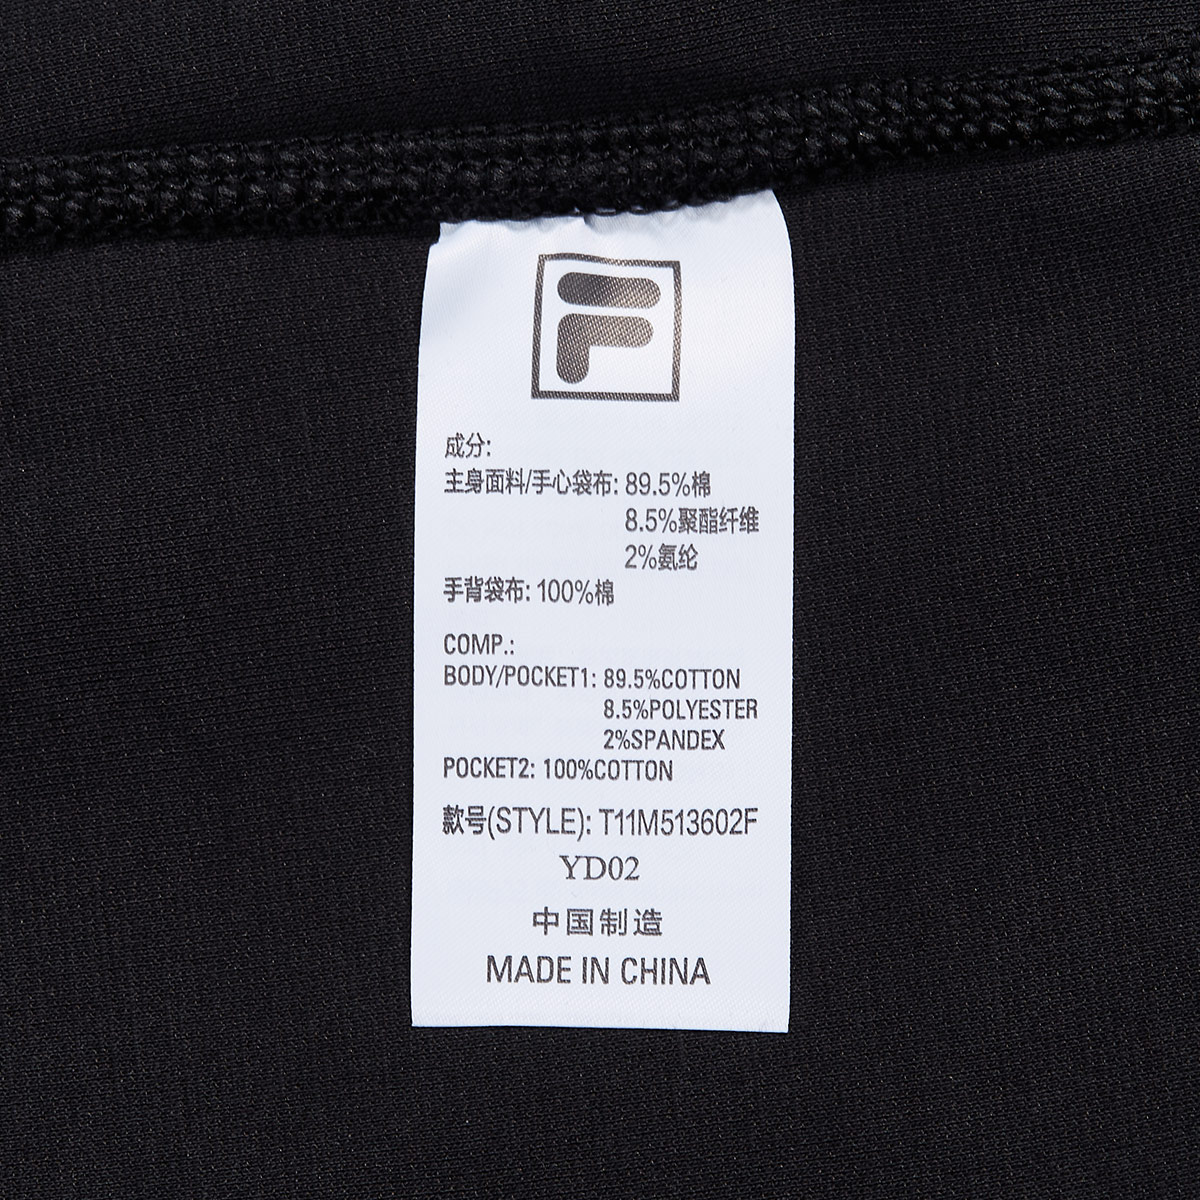 F
成分:
主身面料/手心袋布: 89.5%棉
8.5%聚酯纤维
2%氨纶
手背袋布: 100%棉
COMP.:
BODY/POCKET1: 89.5%COTTON
8.5%POLYESTER
2%SPANDEX
POCKET2: 100%COTTON
款号(STYLE): T11M513602F
YD02
中国制造
MADE IN CHINA